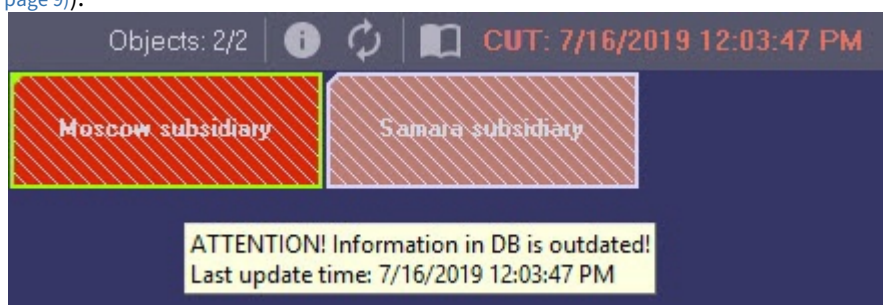 page 9)).
Objects: 2/2 CUT: 7/16/2019 12:03:47 PM
Moscow subsidiary Samara subsidiary
ATTENTION! Information in DB is outdated!
Last update time: 7/16/2019 12:03:47 PM